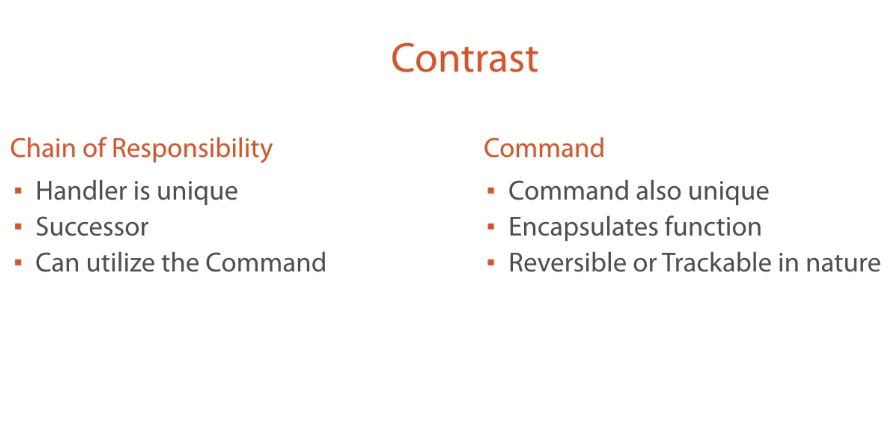 Contrast
Chain of Responsibility
▪ Handler is unique
▪ Successor
▪ Can utilize the Command
Command
▪ Command also unique
▪ Encapsulates function
▪ Reversible or Trackable in nature